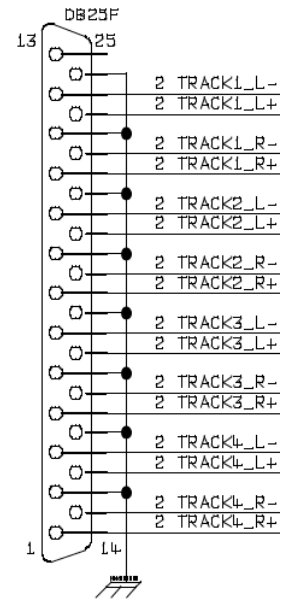 DB25F
13 25
2 TRACK1_L-
2 TRACK1_L+
2 TRACK1_R-
2 TRACK1_R+
2 TRACK2_L-
2 TRACK2_L+
2 TRACK2_R-
2 TRACK2_R+
2 TRACK3_L-
2 TRACK3_L+
2 TRACK3_R-
2 TRACK3_R+
2 TRACK4_L-
2 TRACK4_L+
2 TRACK4_R-
2 TRACK4_R+
1 14